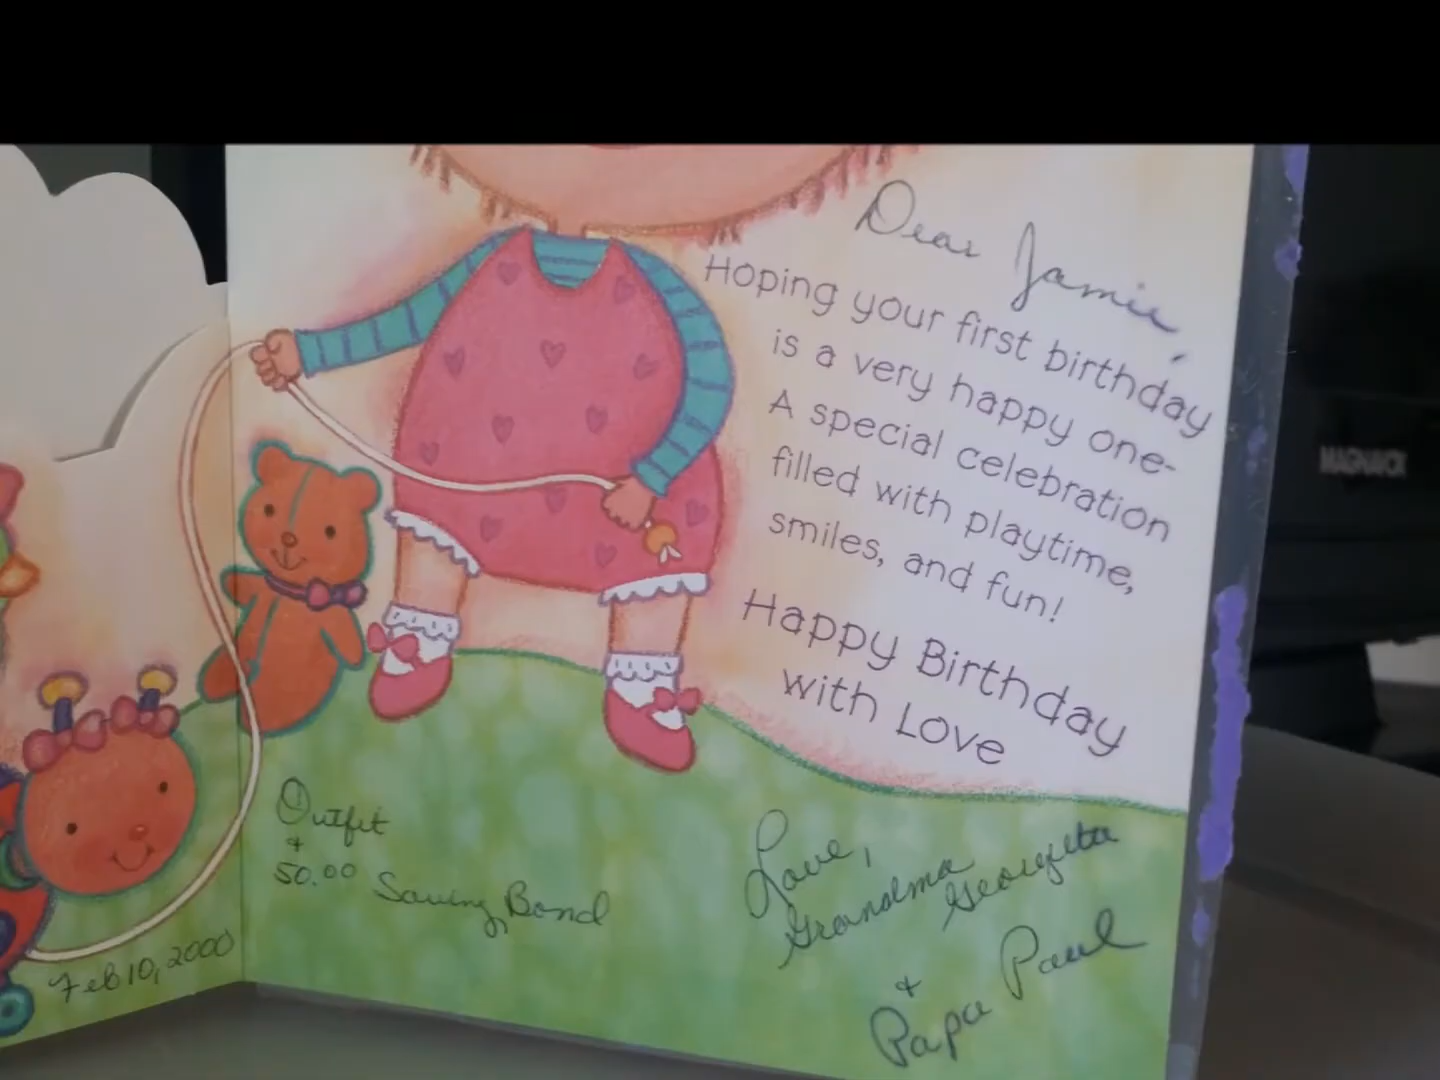 Dear Jamie,
Hoping your first birthday
is a very happy one-
A special celebration
filled with playtime,
smiles, and fun!
Happy Birthday
with Love
Outfit
+
50.00 Saving Bond
Love,
Grandma Georgetta
+
Papa Paul
Feb 10, 2000
MAGNAVOX